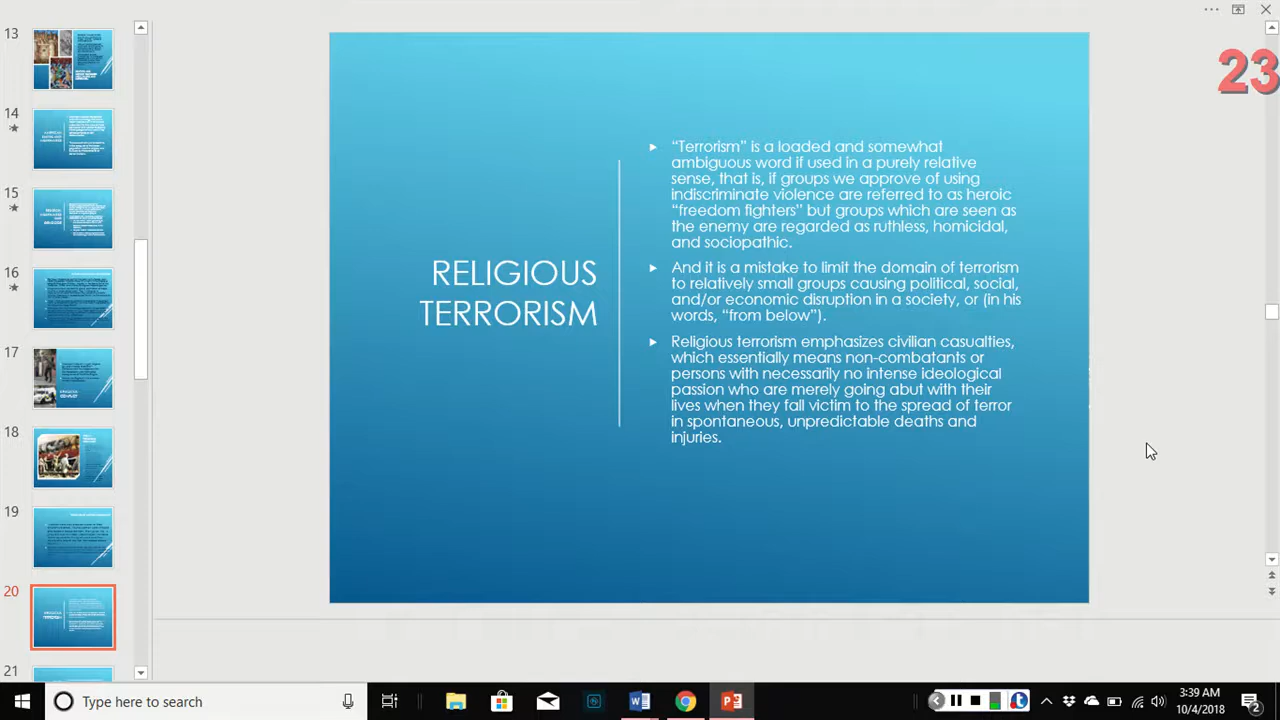 13
14
15
16
17
18
19
20
21
23
RELIGIOUS
TERRORISM
“Terrorism” is a loaded and somewhat
ambiguous word if used in a purely relative
sense, that is, if groups we approve of using
indiscriminate violence are referred to as heroic
“freedom fighters” but groups which are seen as
the enemy are regarded as ruthless, homicidal,
and sociopathic.
And it is a mistake to limit the domain of terrorism
to relatively small groups causing political, social,
and/or economic disruption in a society, or (in his
words, “from below”).
Religious terrorism emphasizes civilian casualties,
which essentially means non-combatants or
persons with necessarily no intense ideological
passion who are merely going abut with their
lives when they fall victim to the spread of terror
in spontaneous, unpredictable deaths and
injuries.
Type here to search
3:39 AM
10/4/2018
2